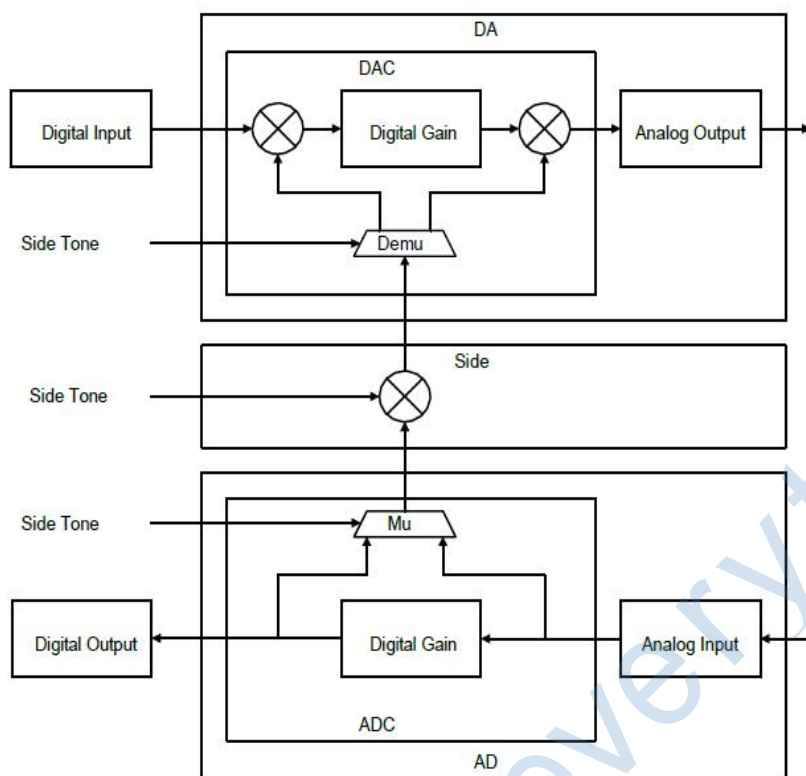 DA
DAC
Digital Input
Digital Gain
Analog Output
Side Tone
Demu
Side
Side Tone
Side Tone
Mu
Digital Output
Digital Gain
Analog Input
ADC
AD